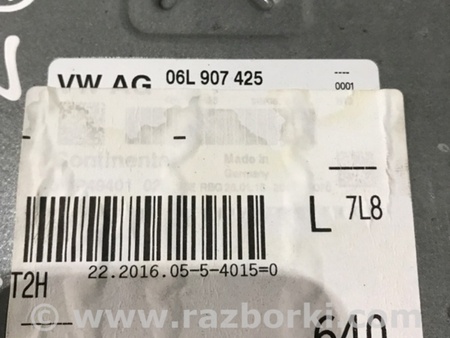 VW AG 06L 907 425
----
0001
Continental
Made in
Germany
L 7L8
22.2016.05-5-4015=0
T2H
640
© www.razborki.com